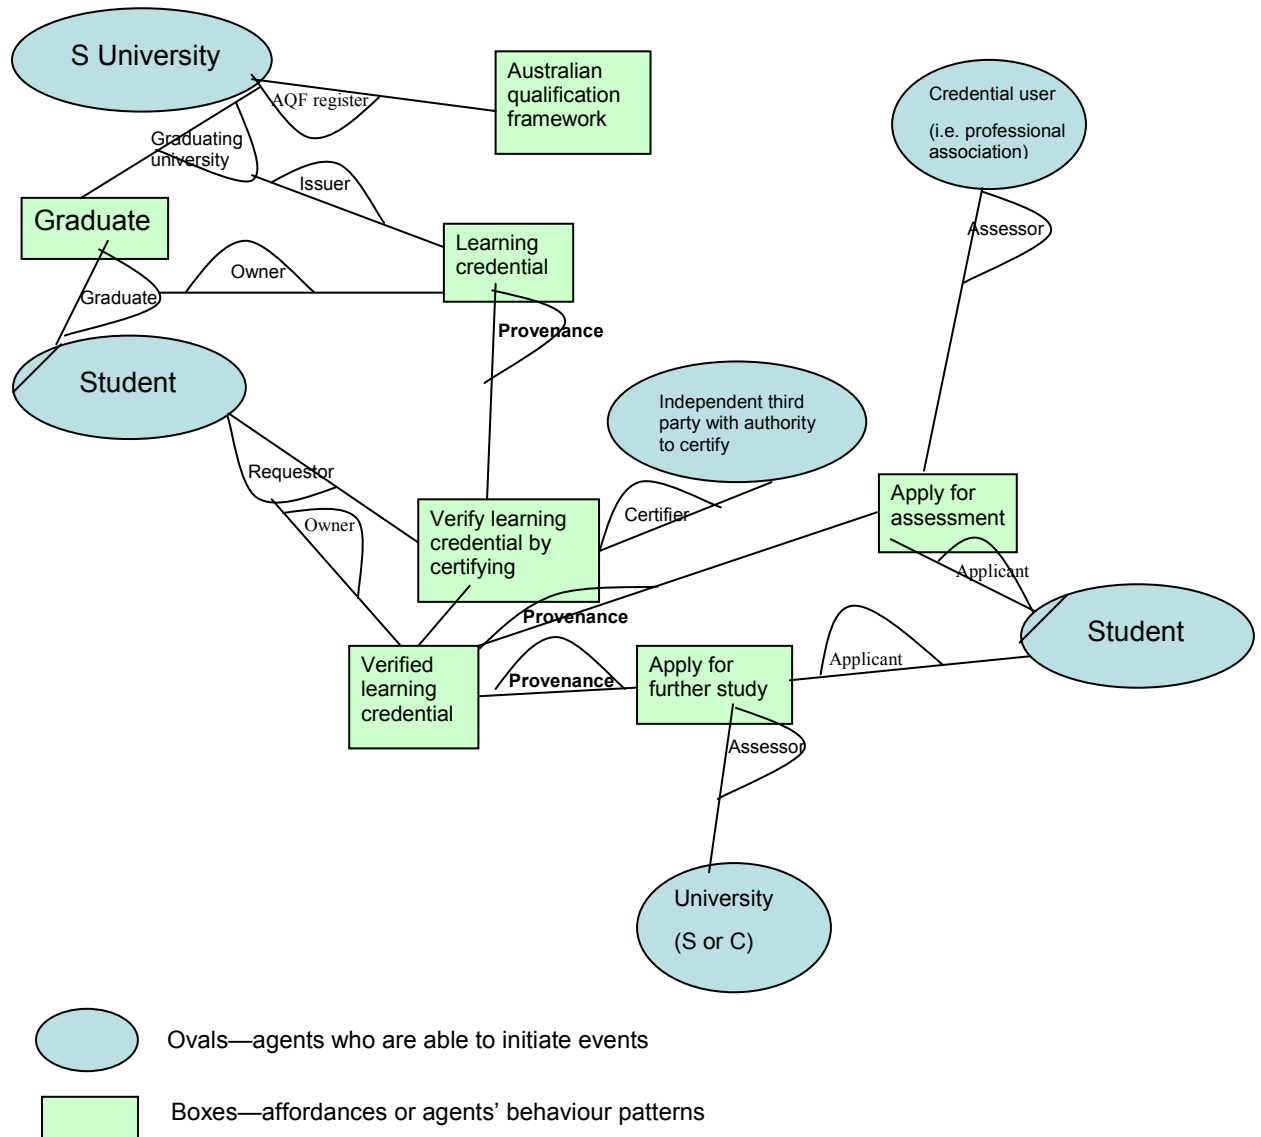 S University
Australian
qualification
framework
AQF register
Credential user
(i.e. professional
association)
Graduating
university
Issuer
Graduate
Learning
credential
Assessor
Owner
Graduate
Provenance
Student
Independent third
party with authority
to certify
Requestor
Owner
Certifier
Verify learning
credential by
certifying
Apply for
assessment
Applicant
Provenance
Student
Verified
learning
credential
Provenance
Apply for
further study
Applicant
Assessor
University
(S or C)
Ovals—agents who are able to initiate events
Boxes—affordances or agents’ behaviour patterns